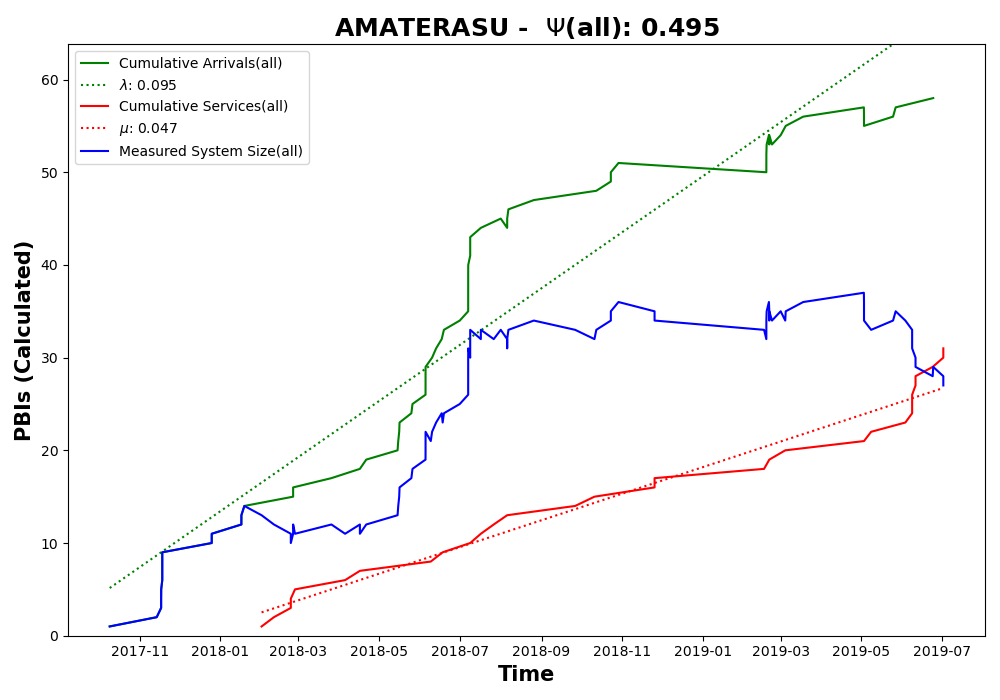 AMATERASU - Ψ(all): 0.495
Cumulative Arrivals(all)
λ: 0.095
Cumulative Services(all)
μ: 0.047
Measured System Size(all)
PBIs (Calculated)
60
50
40
30
20
10
0
2017-11 2018-01 2018-03 2018-05 2018-07 2018-09 2018-11 2019-01 2019-03 2019-05 2019-07
Time